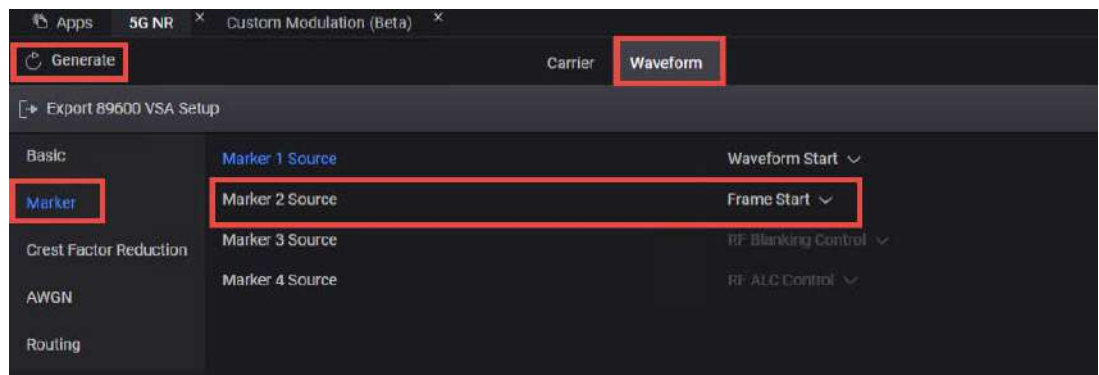 Apps 5G NR × Custom Modulation (Beta) ×
Generate Carrier Waveform
Export 89600 VSA Setup
Basic Marker 1 Source Waveform Start
Marker Marker 2 Source Frame Start
Crest Factor Reduction Marker 3 Source RF Blanking Control
AWGN Marker 4 Source RF ALC Control
Routing